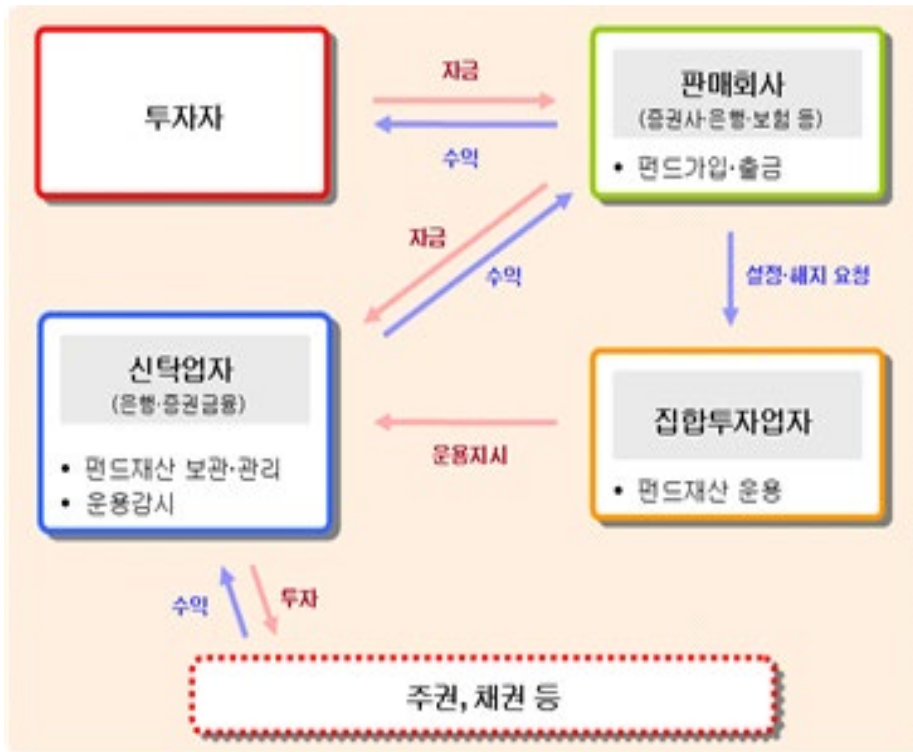 투자자
자금
수익
판매회사
(증권사·은행·보험 등)
• 펀드가입·출금
자금
수익
설정·해지 요청
신탁업자
(은행·증권금융)
• 펀드재산 보관·관리
• 운용감시
운용지시
집합투자업자
• 펀드재산 운용
수익
투자
주권, 채권 등